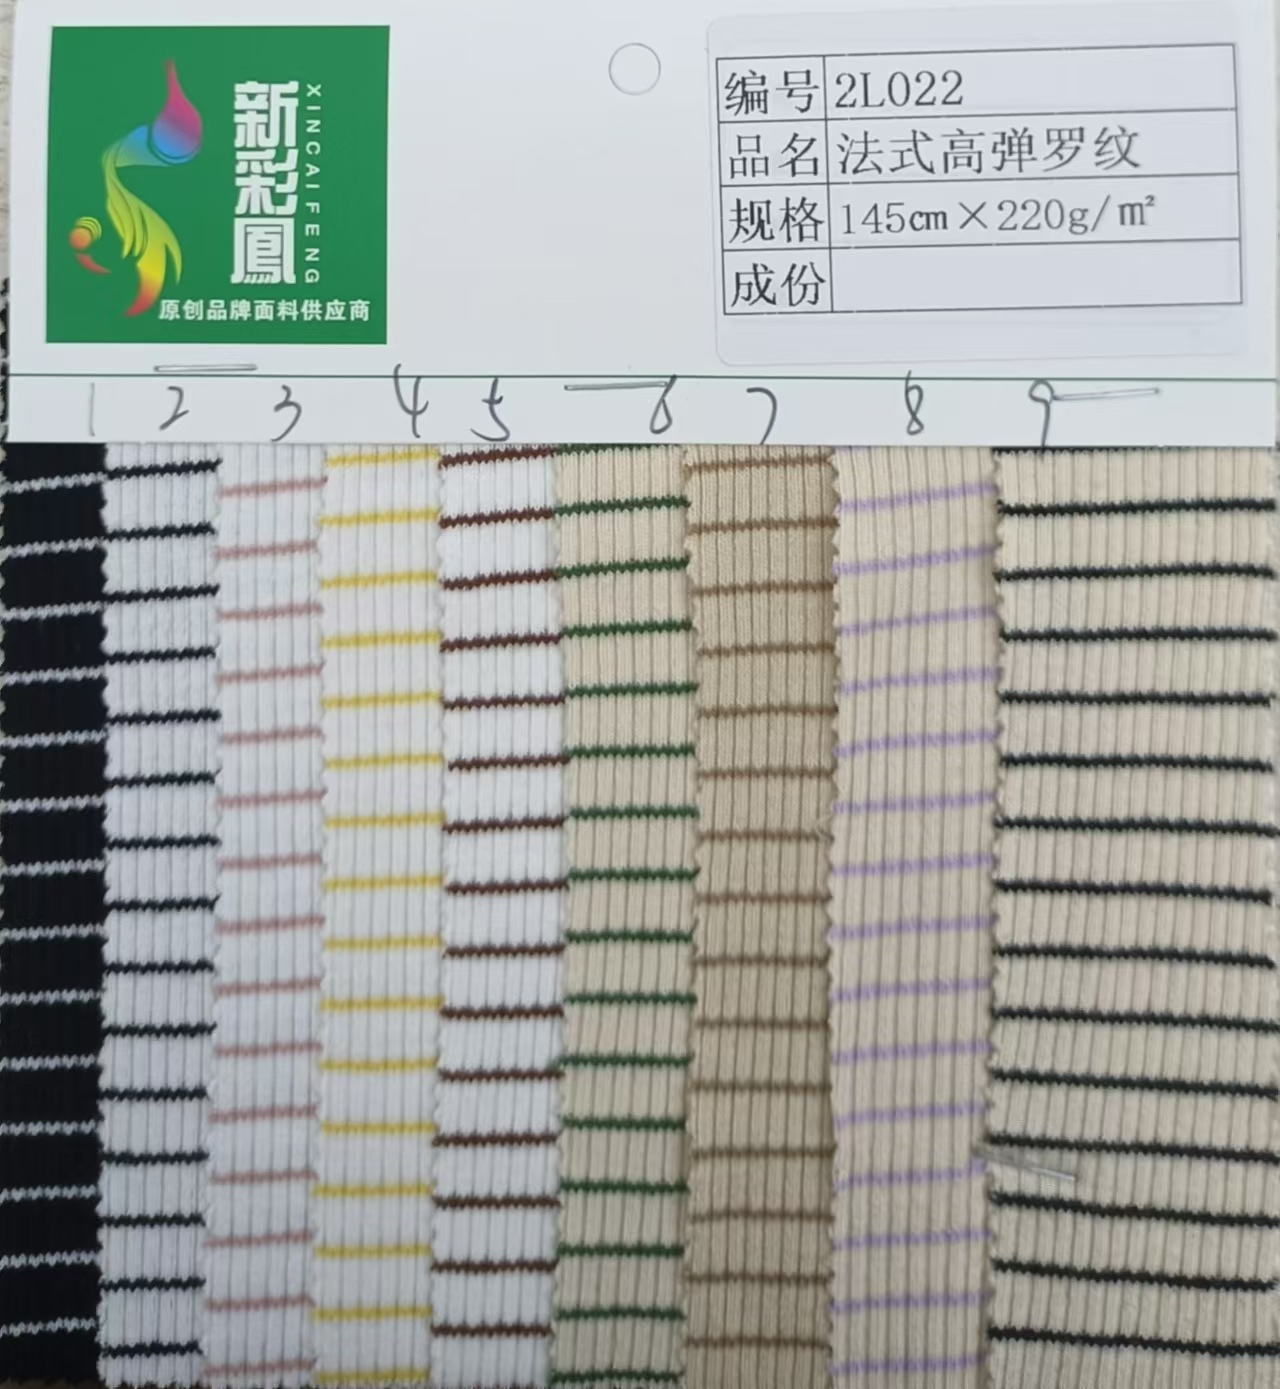 新彩鳳
XINCAIFENG
原创品牌面料供应商
编号 2L022
品名 法式高弹罗纹
规格 145cm×220g/m²
成份
1 2 3 4 5 6 7 8 9